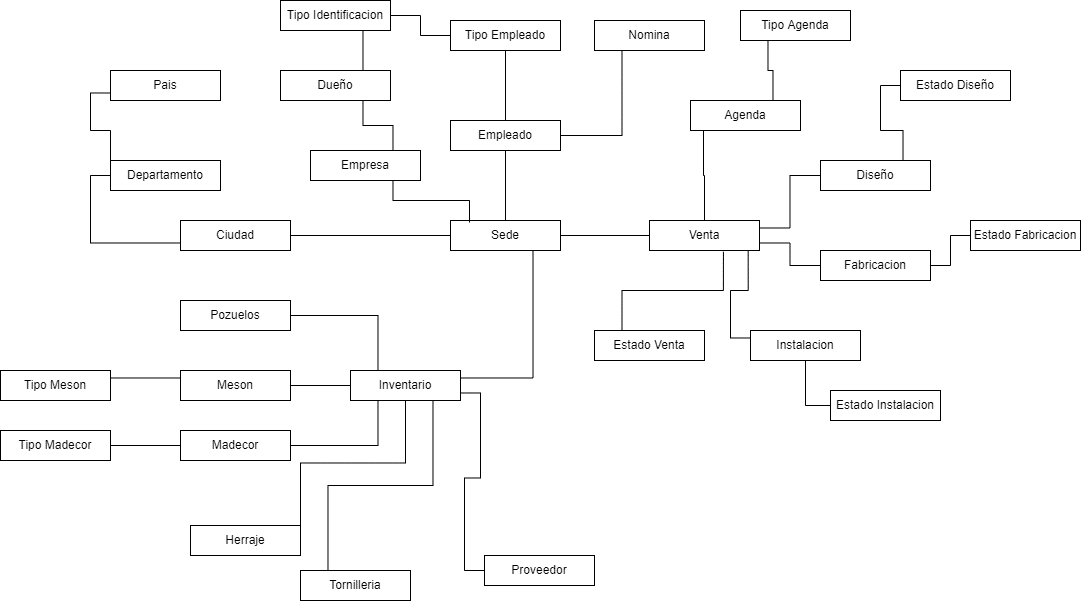 Tipo Identificacion
Tipo Empleado
Nomina
Tipo Agenda
Pais
Dueño
Estado Diseño
Agenda
Empleado
Empresa
Departamento
Diseño
Ciudad
Sede
Venta
Estado Fabricacion
Fabricacion
Pozuelos
Estado Venta
Instalacion
Tipo Meson
Meson
Inventario
Estado Instalacion
Tipo Madecor
Madecor
Herraje
Tornilleria
Proveedor